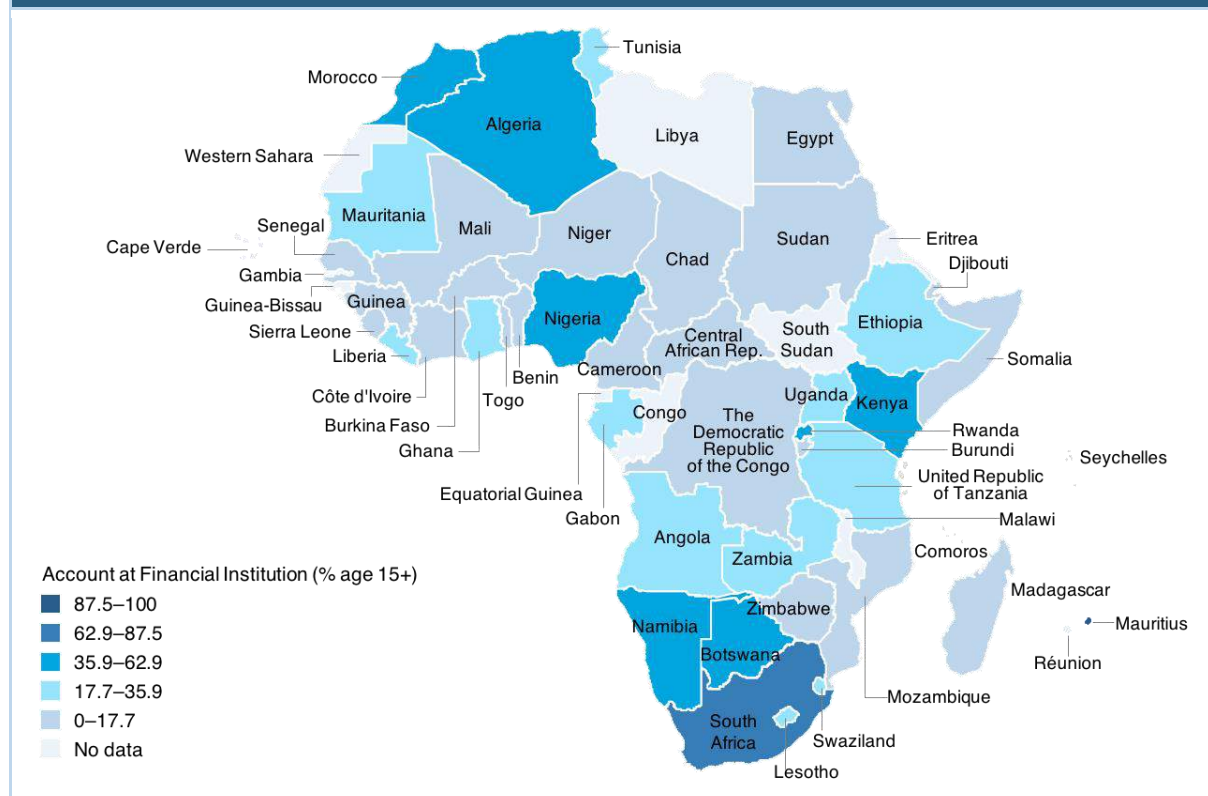 Tunisia
Morocco
Algeria
Libya
Egypt
Western Sahara
Mauritania
Mali
Niger
Chad
Sudan
Eritrea
Senegal
Cape Verde
Djibouti
Gambia
Guinea-Bissau
Guinea
Nigeria
Ethiopia
Sierra Leone
South
Sudan
Central
African Rep.
Somalia
Liberia
Benin
Cameroon
Côte d'Ivoire
Togo
Uganda
Kenya
Burkina Faso
Congo
The
Democratic
Republic
of the Congo
Rwanda
Ghana
Burundi
Seychelles
United Republic
of Tanzania
Equatorial Guinea
Gabon
Malawi
Angola
Comoros
Zambia
Account at Financial Institution (% age 15+)
87.5–100
62.9–87.5
35.9–62.9
17.7–35.9
0–17.7
No data
Madagascar
Zimbabwe
Namibia
Mauritius
Botswana
Réunion
Mozambique
South
Africa
Swaziland
Lesotho